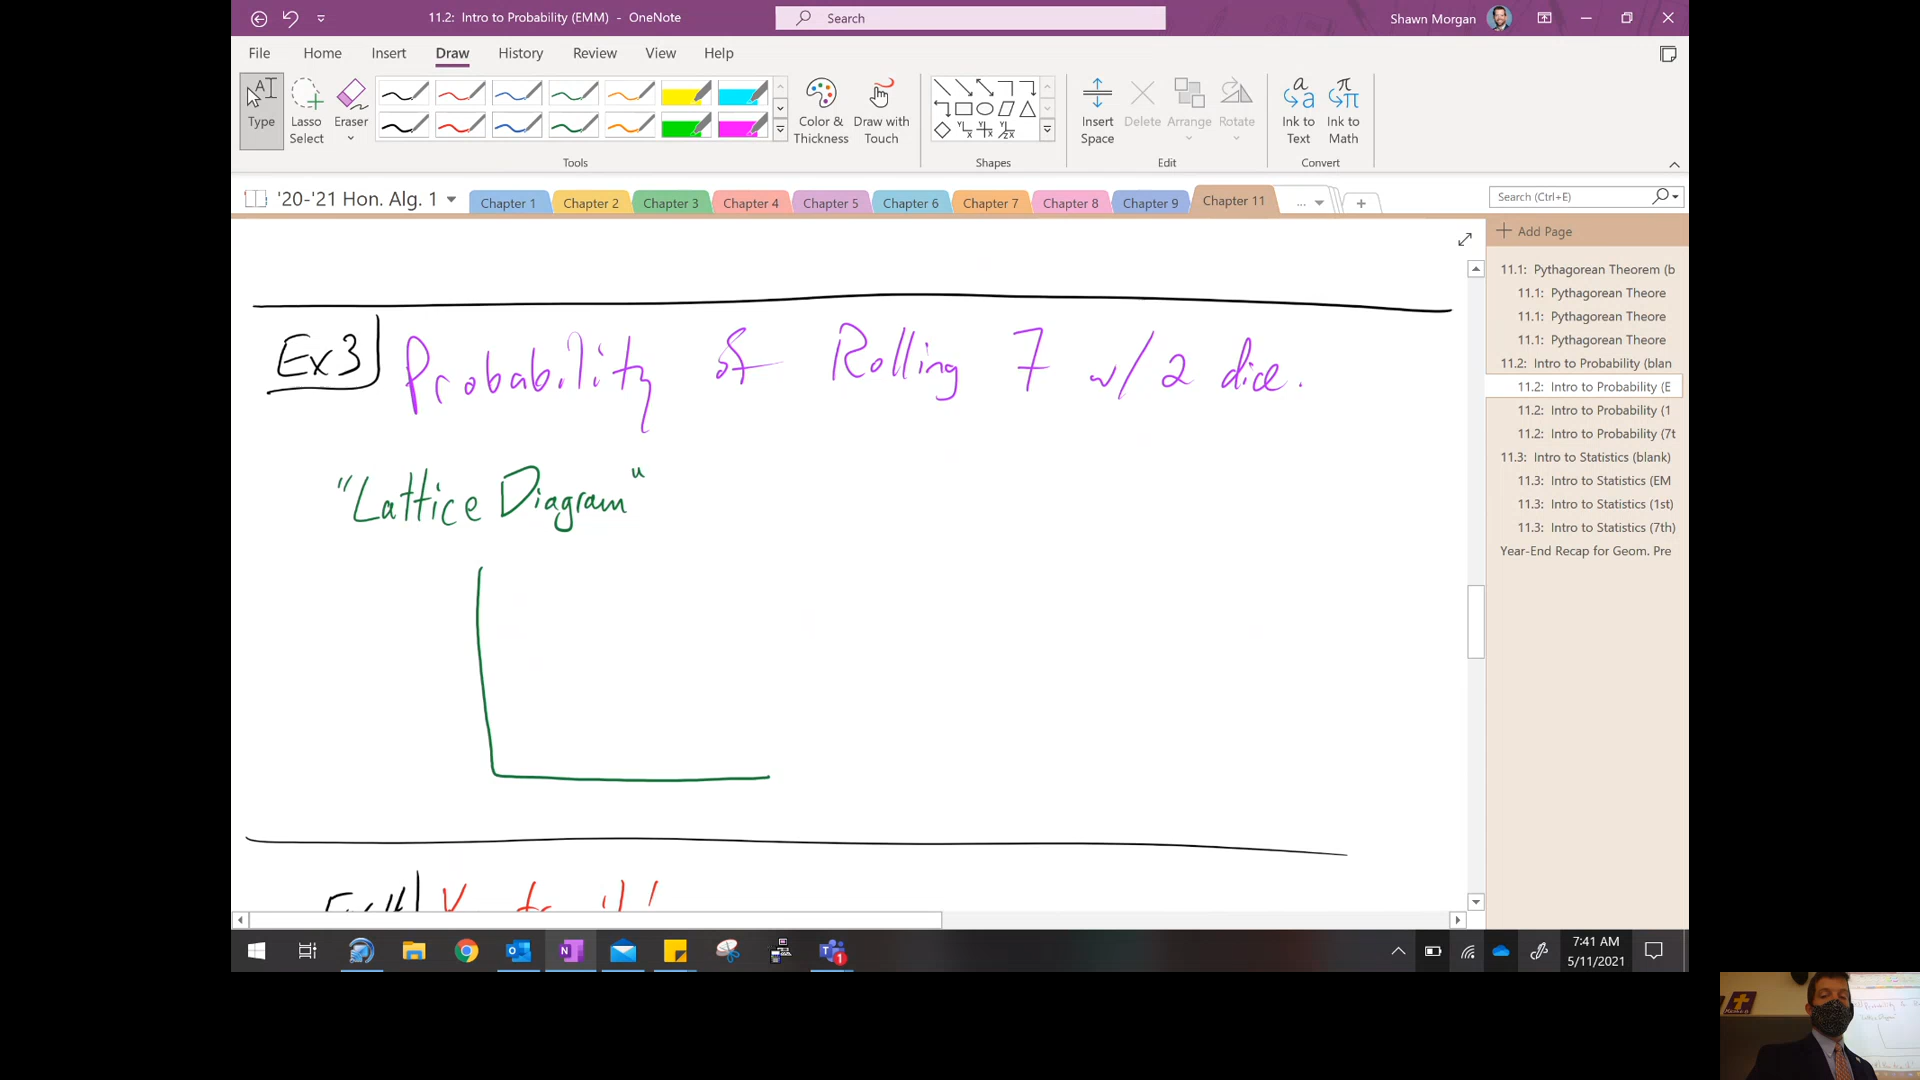 11.2: Intro to Probability (EMM) - OneNote
Search
Shawn Morgan
File Home Insert Draw History Review View Help
Type
Lasso Select
Eraser
Color & Thickness
Draw with Touch
Insert Space
Delete
Arrange
Rotate
Ink to Text
Ink to Math
Tools
Shapes
Edit
Convert
'20-'21 Hon. Alg. 1
Chapter 1 Chapter 2 Chapter 3 Chapter 4 Chapter 5 Chapter 6 Chapter 7 Chapter 8 Chapter 9 Chapter 11 ...
Search (Ctrl+E)
Add Page
11.1: Pythagorean Theorem (b
11.1: Pythagorean Theore
11.1: Pythagorean Theore
11.1: Pythagorean Theore
11.2: Intro to Probability (blan
11.2: Intro to Probability (E
11.2: Intro to Probability (1
11.2: Intro to Probability (7t
11.3: Intro to Statistics (blank)
11.3: Intro to Statistics (EM
11.3: Intro to Statistics (1st)
11.3: Intro to Statistics (7th)
Year-End Recap for Geom. Pre
Ex3 Probability of Rolling 7 w/ 2 dice.
"Lattice Diagram"
7:41 AM
5/11/2021